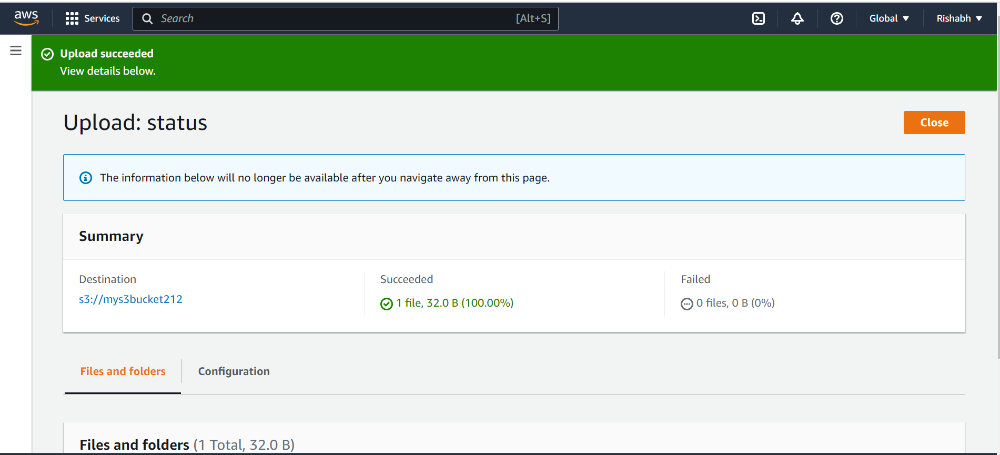 aws Services Search [Alt+S] Global Rishabh
Upload succeeded
View details below.
Upload: status
Close
The information below will no longer be available after you navigate away from this page.
Summary
Destination
s3://mys3bucket212
Succeeded
1 file, 32.0 B (100.00%)
Failed
0 files, 0 B (0%)
Files and folders
Configuration
Files and folders (1 Total, 32.0 B)